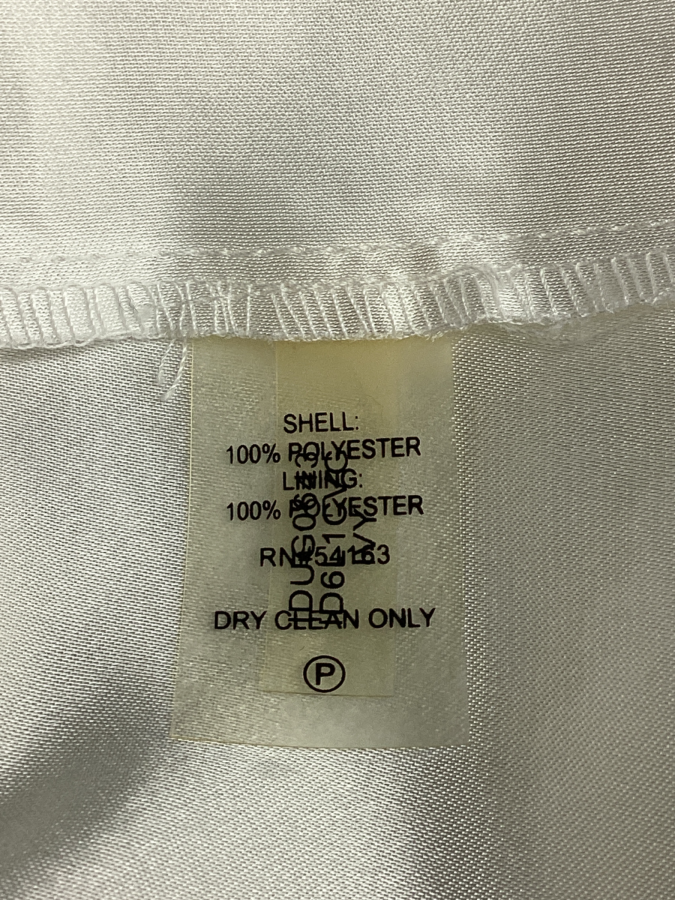 SHELL:
100% POLYESTER
LINING:
100% POLYESTER
RN#54163
DRY CLEAN ONLY
P